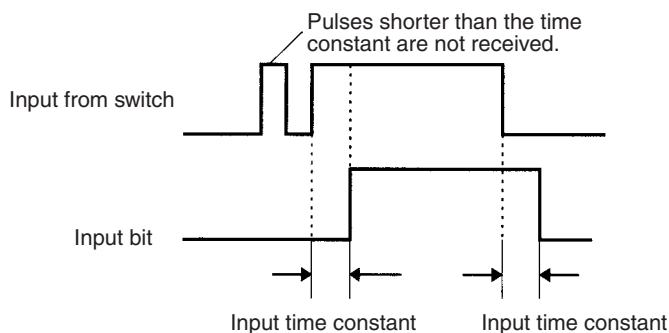 Pulses shorter than the time
constant are not received.
Input from switch
Input bit
Input time constant
Input time constant